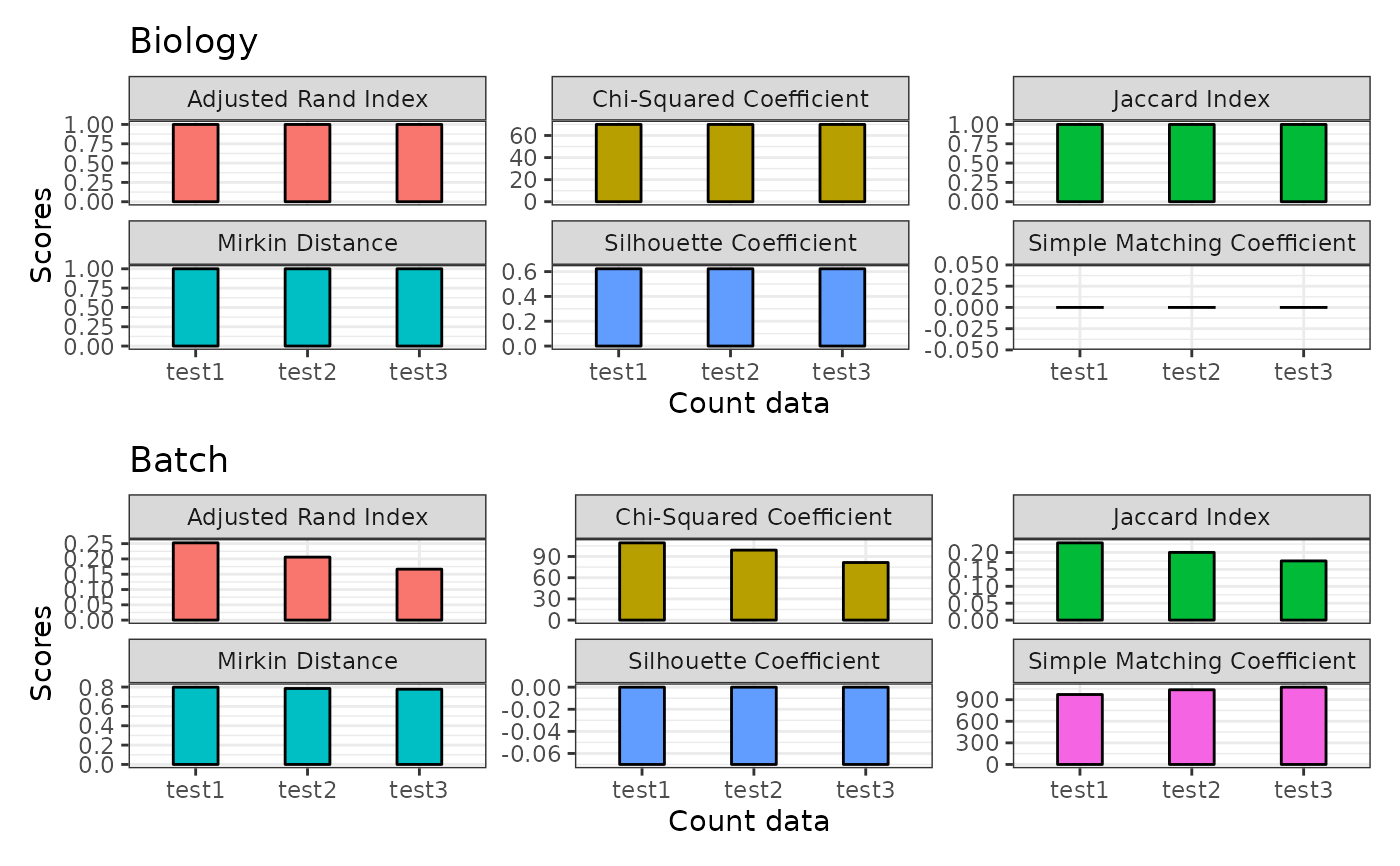 Biology
Adjusted Rand Index Chi-Squared Coefficient Jaccard Index
1.00 60 1.00
0.75 40 0.75
0.50 20 0.50
0.25 0 0.25
0.00 0.00
Scores
Mirkin Distance Silhouette Coefficient Simple Matching Coefficient
1.00 0.6 0.050
0.75 0.4 0.025
0.50 0.2 0.000
0.25 0.0 -0.025
0.00 -0.050
test1 test2 test3 test1 test2 test3 test1 test2 test3
Count data
Batch
Adjusted Rand Index Chi-Squared Coefficient Jaccard Index
0.25 90 0.20
0.20 60 0.15
0.15 30 0.10
0.10 0 0.05
0.05 0.00
0.00
Scores
Mirkin Distance Silhouette Coefficient Simple Matching Coefficient
0.8 0.00 900
0.6 -0.02 600
0.4 -0.04 300
0.2 -0.06 0
0.0
test1 test2 test3 test1 test2 test3 test1 test2 test3
Count data